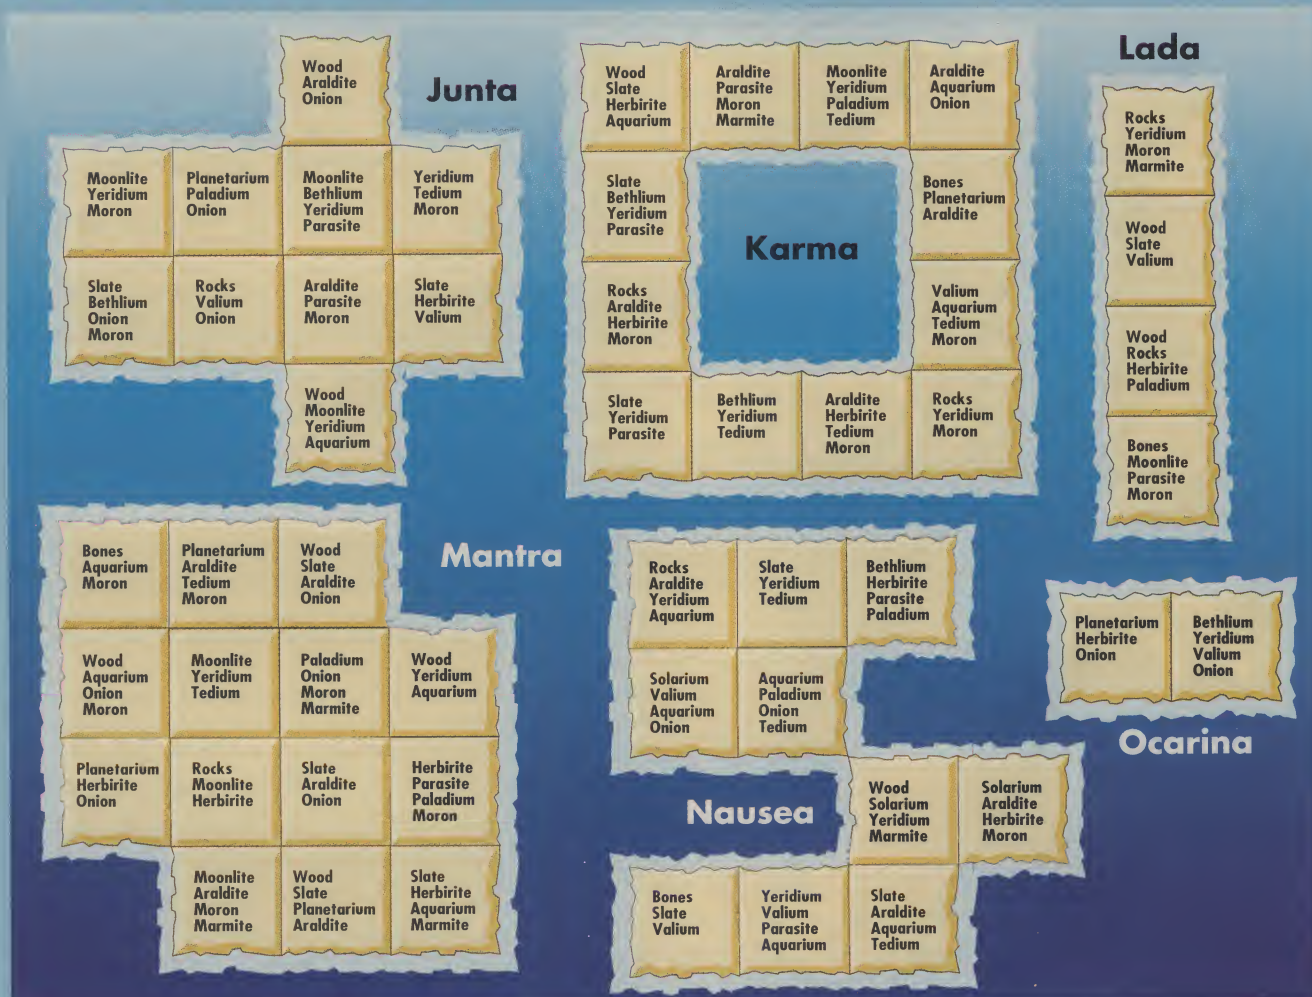 Junta
Wood
Araldite
Onion
Moonlite
Yeridium
Moron
Planetarium
Paladium
Onion
Moonlite
Bethlium
Yeridium
Parasite
Yeridium
Tedium
Moron
Slate
Bethlium
Onion
Moron
Rocks
Valium
Onion
Araldite
Parasite
Moron
Slate
Herbirite
Valium
Wood
Moonlite
Yeridium
Aquarium
Karma
Wood
Slate
Herbirite
Aquarium
Araldite
Parasite
Moron
Marmite
Moonlite
Yeridium
Paladium
Tedium
Araldite
Aquarium
Onion
Slate
Bethlium
Yeridium
Parasite
Bones
Planetarium
Araldite
Rocks
Araldite
Herbirite
Moron
Valium
Aquarium
Tedium
Moron
Slate
Yeridium
Parasite
Bethlium
Yeridium
Tedium
Araldite
Herbirite
Tedium
Moron
Rocks
Yeridium
Moron
Lada
Rocks
Yeridium
Moron
Marmite
Wood
Slate
Valium
Wood
Rocks
Herbirite
Paladium
Bones
Moonlite
Parasite
Moron
Mantra
Bones
Aquarium
Moron
Planetarium
Araldite
Tedium
Moron
Wood
Slate
Araldite
Onion
Wood
Aquarium
Onion
Moron
Moonlite
Yeridium
Tedium
Paladium
Onion
Moron
Marmite
Wood
Yeridium
Aquarium
Planetarium
Herbirite
Onion
Rocks
Moonlite
Herbirite
Slate
Araldite
Onion
Herbirite
Parasite
Paladium
Moron
Moonlite
Araldite
Moron
Marmite
Wood
Slate
Planetarium
Araldite
Slate
Herbirite
Aquarium
Marmite
Nausea
Rocks
Araldite
Yeridium
Aquarium
Slate
Yeridium
Tedium
Bethlium
Herbirite
Parasite
Paladium
Solarium
Valium
Aquarium
Onion
Aquarium
Paladium
Onion
Tedium
Wood
Solarium
Yeridium
Marmite
Solarium
Araldite
Herbirite
Moron
Bones
Slate
Valium
Yeridium
Valium
Parasite
Aquarium
Slate
Araldite
Aquarium
Tedium
Planetarium
Herbirite
Onion
Bethlium
Yeridium
Valium
Onion
Ocarina